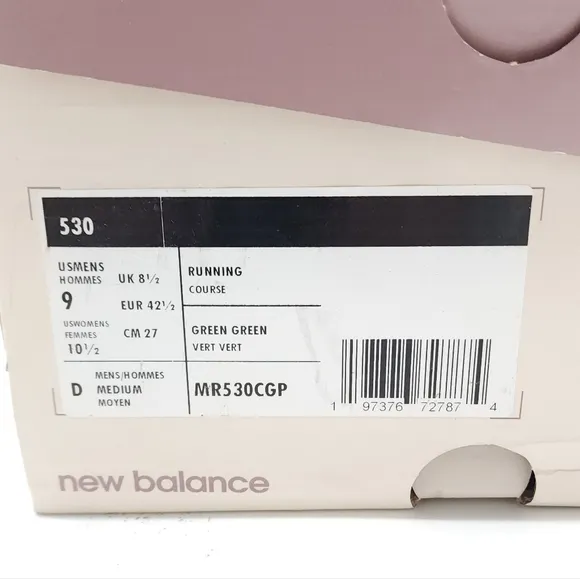 530
USMENS
HOMMES
9
USWOMENS
FEMMES
10½
UK 8½
EUR 42½
CM 27
RUNNING
COURSE
GREEN GREEN
VERT VERT
D
MENS/HOMMES
MEDIUM
MOYEN
MR530CGP
1 97376 72787 4
new balance